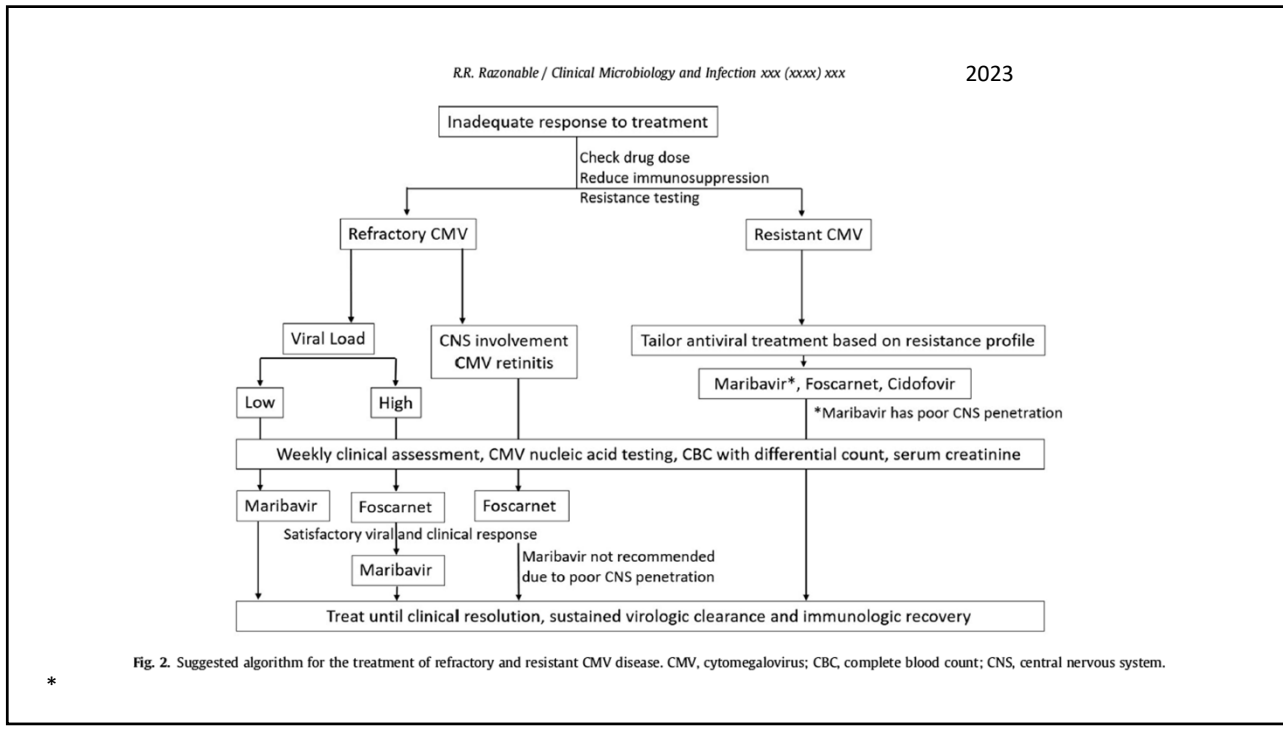 R.R. Razonable / Clinical Microbiology and Infection xxx (xxxx) xxx
2023
Inadequate response to treatment
Check drug dose
Reduce immunosuppression
Resistance testing
Refractory CMV
Resistant CMV
Viral Load
CNS involvement
CMV retinitis
Tailor antiviral treatment based on resistance profile
Low
High
Maribavir*, Foscarnet, Cidofovir
*Maribavir has poor CNS penetration
Weekly clinical assessment, CMV nucleic acid testing, CBC with differential count, serum creatinine
Maribavir
Foscarnet
Foscarnet
Satisfactory viral and clinical response
Maribavir
Maribavir not recommended
due to poor CNS penetration
Treat until clinical resolution, sustained virologic clearance and immunologic recovery
Fig. 2. Suggested algorithm for the treatment of refractory and resistant CMV disease. CMV, cytomegalovirus; CBC, complete blood count; CNS, central nervous system.
*